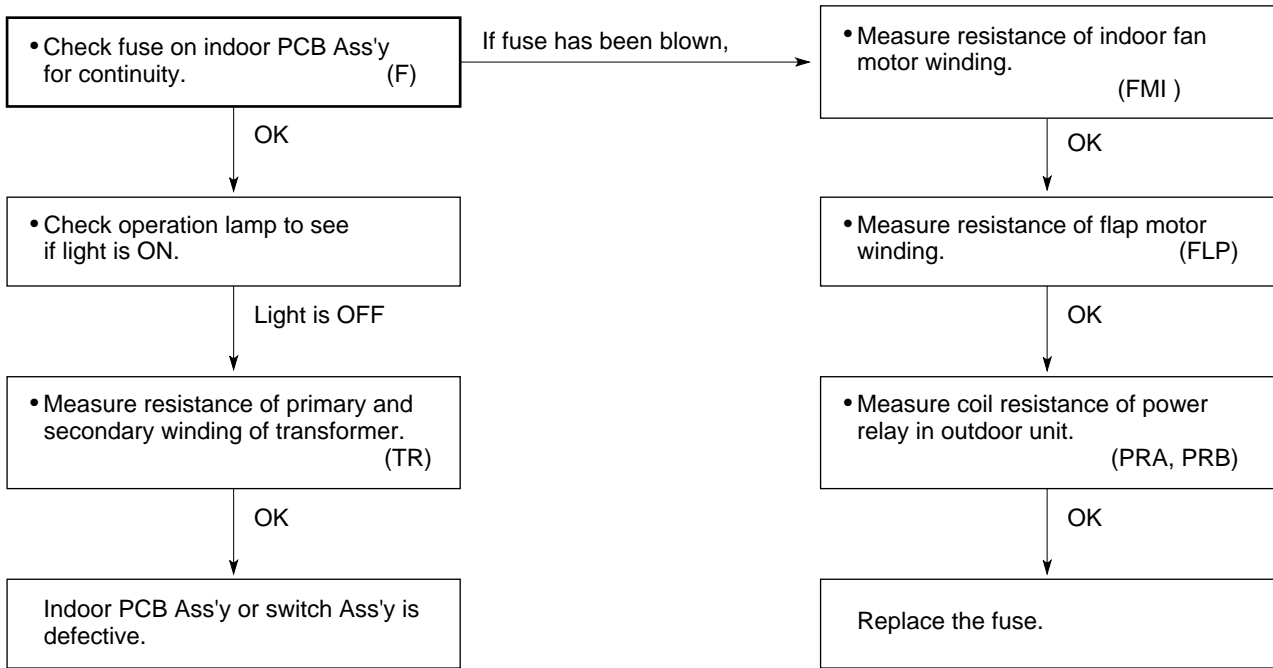 • Check fuse on indoor PCB Ass'y
for continuity. (F)
If fuse has been blown,
• Measure resistance of indoor fan
motor winding.
(FMI )
OK
OK
• Check operation lamp to see
if light is ON.
• Measure resistance of flap motor
winding. (FLP)
Light is OFF
OK
• Measure resistance of primary and
secondary winding of transformer.
(TR)
• Measure coil resistance of power
relay in outdoor unit.
(PRA, PRB)
OK
OK
Indoor PCB Ass'y or switch Ass'y is
defective.
Replace the fuse.